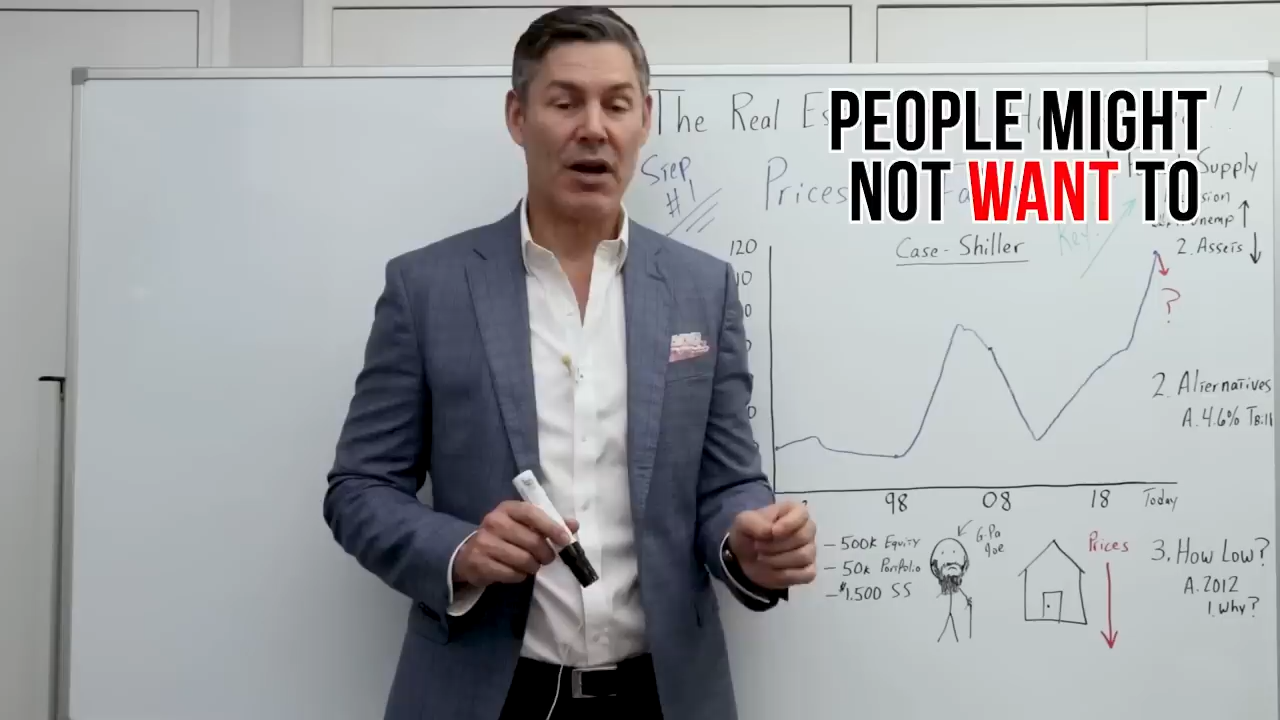 PEOPLE MIGHT
NOT WANT TO
The Real
Step
#1
Prices
Supply
Case-Shiller
Key:
2. Assets
120
?
2. Alternatives
A. 4.6% T.Bill
98
08
18
Today
- 500K Equity
- 50K Portfolio
- $1,500 SS
G.Pa
Joe
Prices
3. How Low?
A. 2012
1. Why?